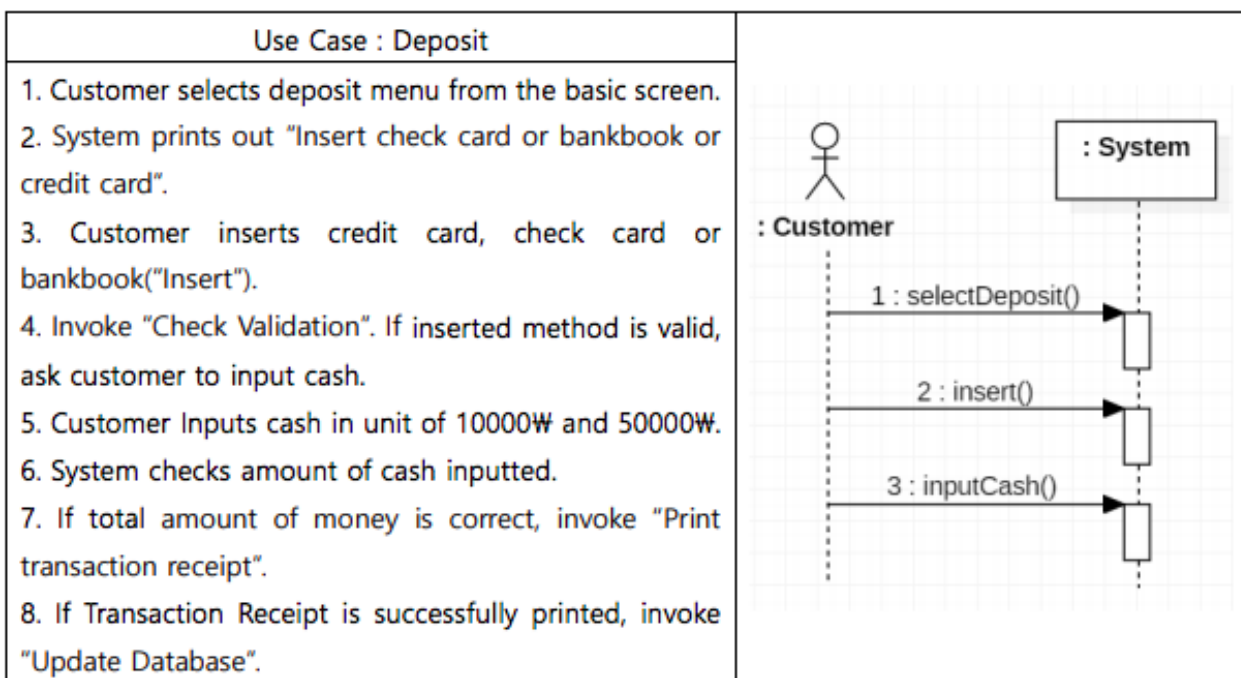 Use Case : Deposit
1. Customer selects deposit menu from the basic screen.
2. System prints out “Insert check card or bankbook or
credit card”.
3. Customer inserts credit card, check card or
bankbook(“Insert”).
4. Invoke “Check Validation”. If inserted method is valid,
ask customer to input cash.
5. Customer Inputs cash in unit of 10000₩ and 50000₩.
6. System checks amount of cash inputted.
7. If total amount of money is correct, invoke “Print
transaction receipt”.
8. If Transaction Receipt is successfully printed, invoke
“Update Database”.
: System
: Customer
1 : selectDeposit()
2 : insert()
3 : inputCash()